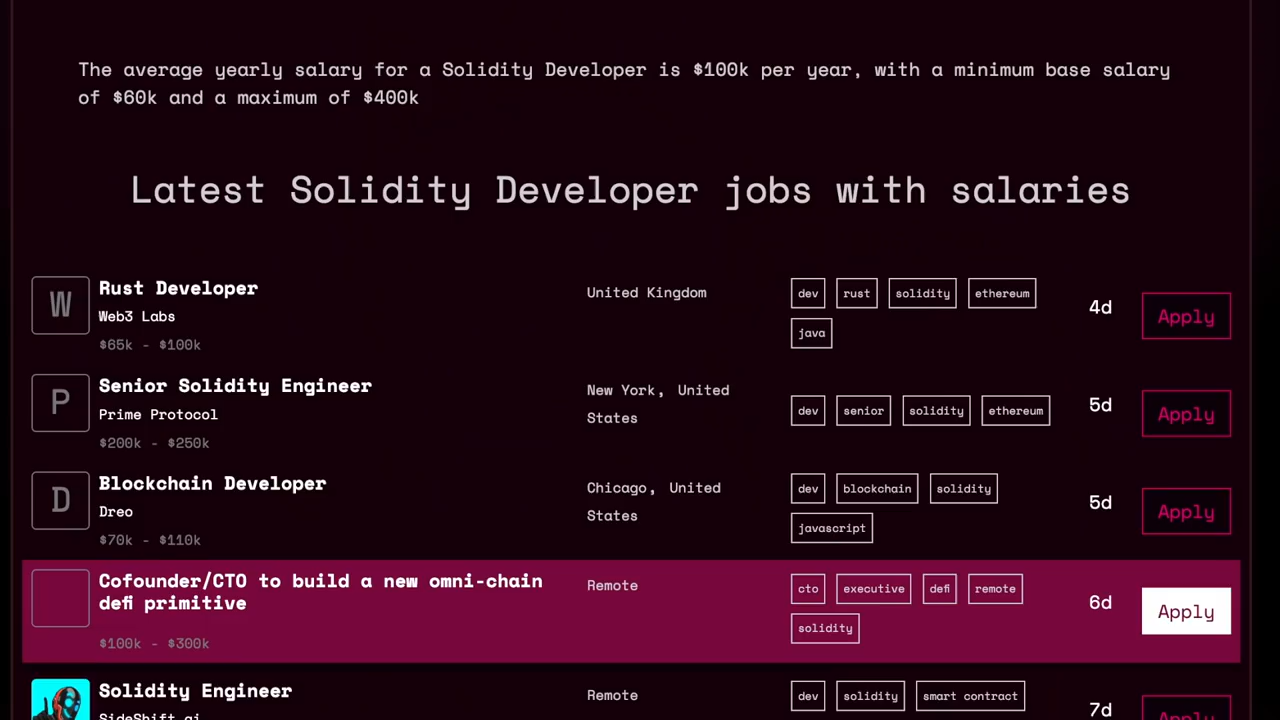 The average yearly salary for a Solidity Developer is $100k per year, with a minimum base salary
of $60k and a maximum of $400k
Latest Solidity Developer jobs with salaries
W
Rust Developer
Web3 Labs
$65k - $100k
United Kingdom
dev rust solidity ethereum
java
4d
Apply
P
Senior Solidity Engineer
Prime Protocol
$200k - $250k
New York, United
States
dev senior solidity ethereum
5d
Apply
D
Blockchain Developer
Dreo
$70k - $110k
Chicago, United
States
dev blockchain solidity
javascript
5d
Apply
Cofounder/CTO to build a new omni-chain
defi primitive
$100k - $300k
Remote
cto executive defi remote
solidity
6d
Apply
Solidity Engineer
SideShift.ai
Remote
dev solidity smart contract
7d
Apply